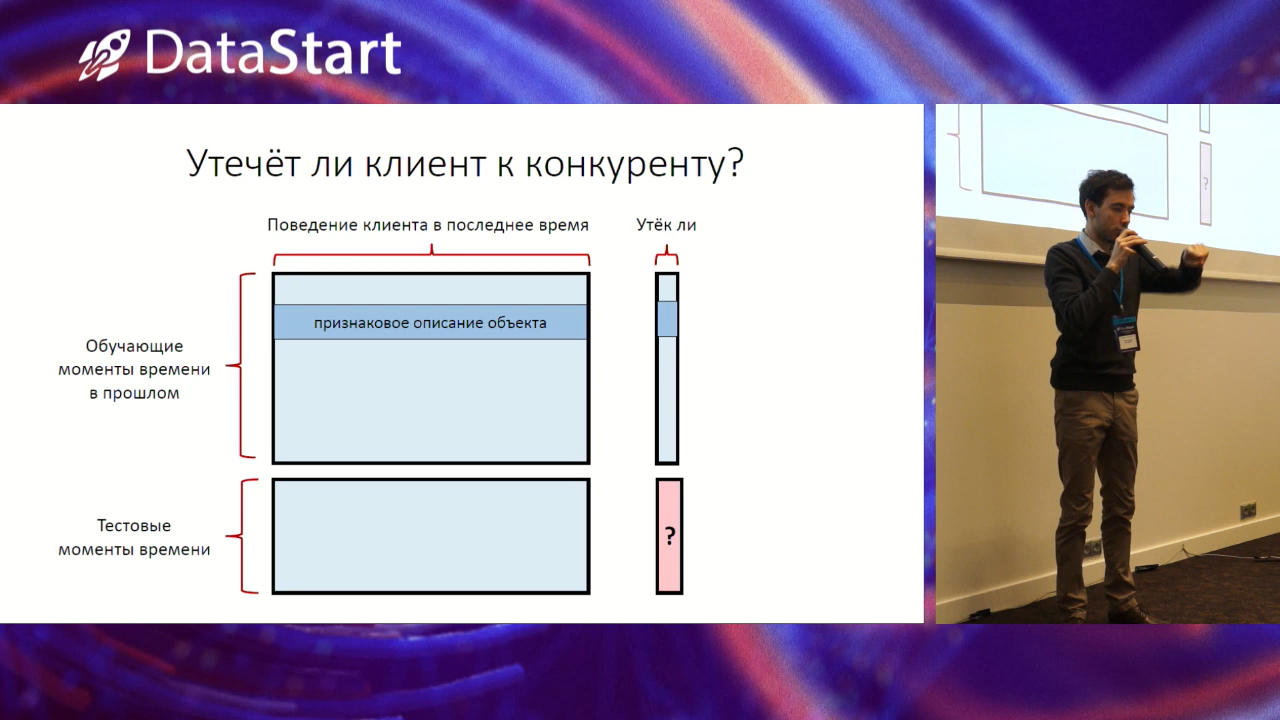 DataStart
Утечёт ли клиент к конкуренту?
Поведение клиента в последнее время
Утёк ли
признаковое описание объекта
Обучающие
моменты времени
в прошлом
Тестовые
моменты времени
?
?